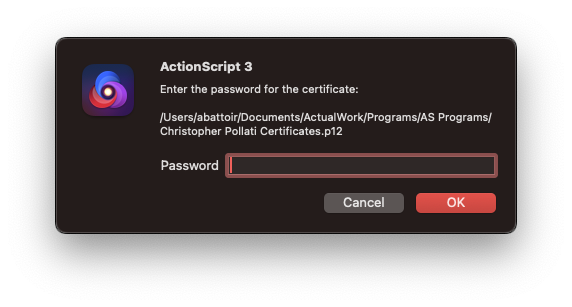 ActionScript 3
Enter the password for the certificate:
/Users/abattoir/Documents/ActualWork/Programs/AS Programs/
Christopher Pollati Certificates.p12
Password
Cancel
OK